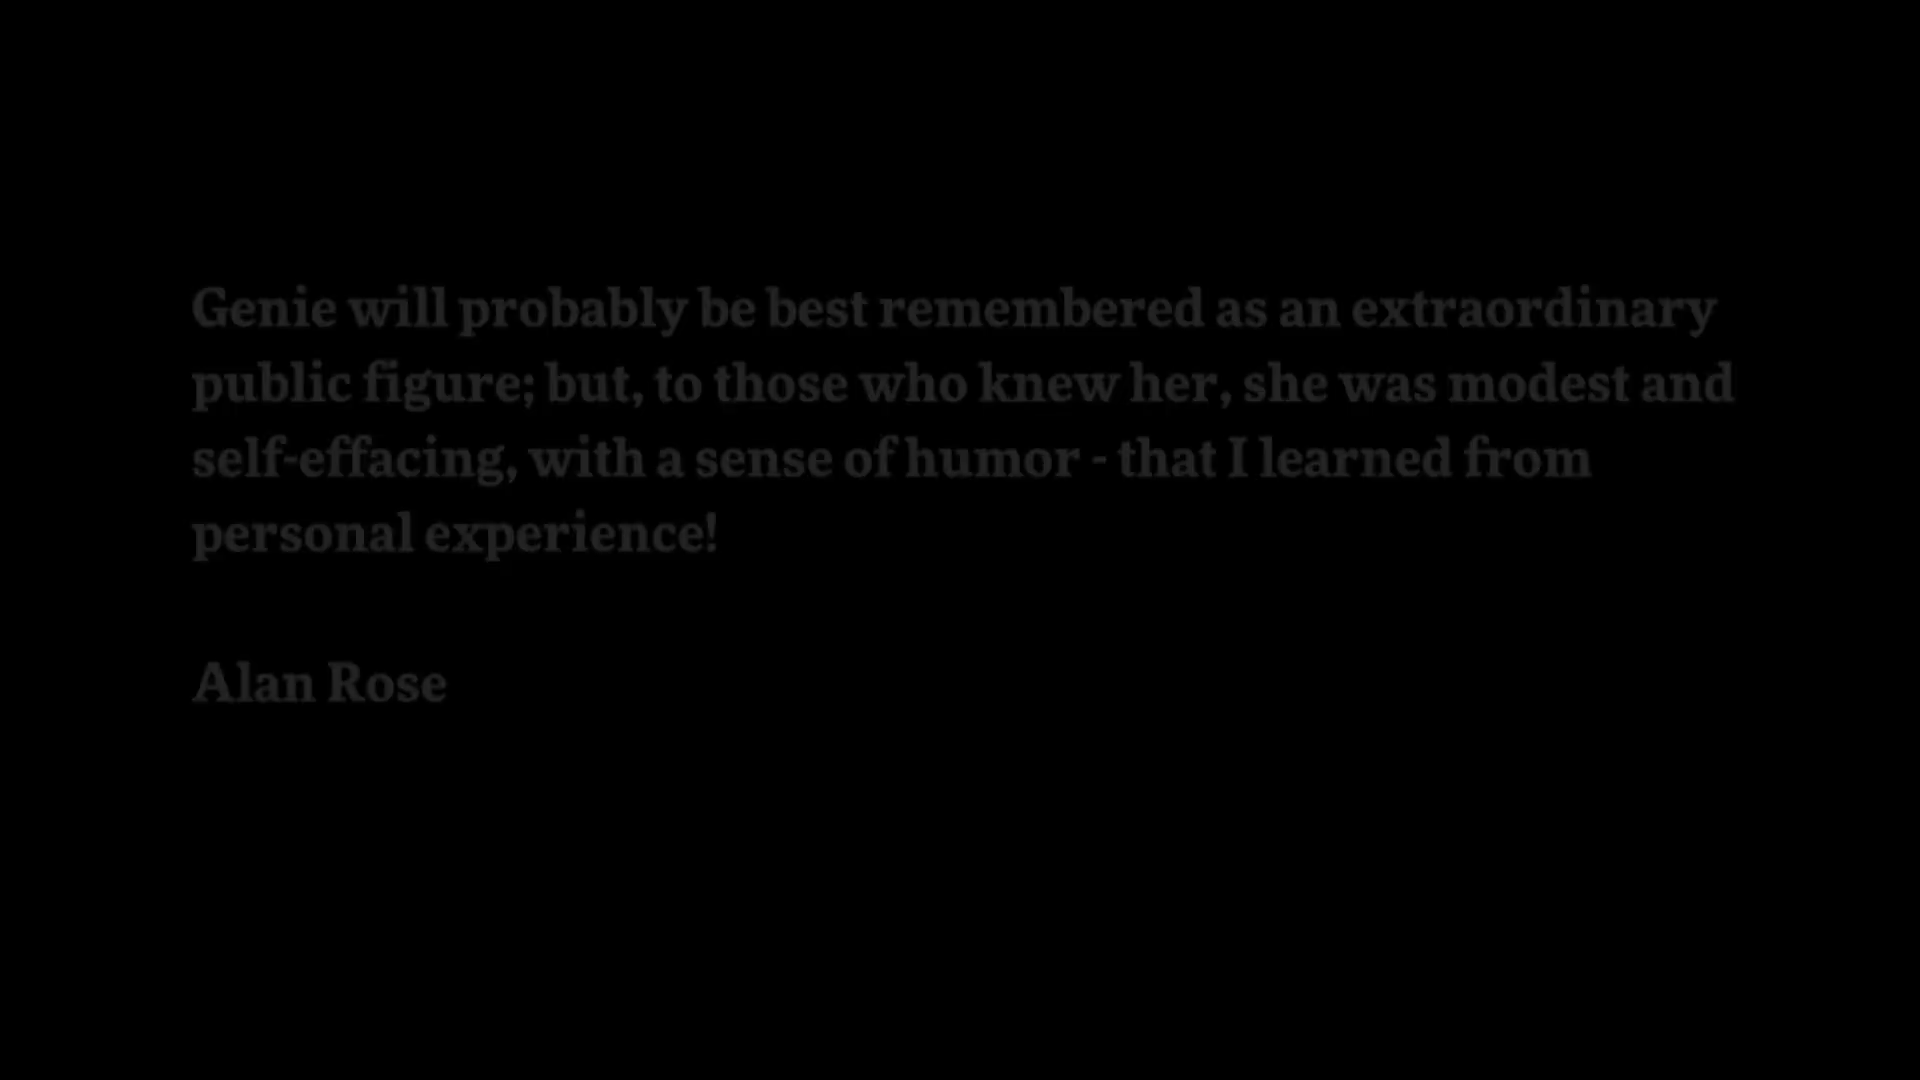 Genie will probably be best remembered as an extraordinary
public figure; but, to those who knew her, she was modest and
self-effacing, with a sense of humor - that I learned from
personal experience!
Alan Rose